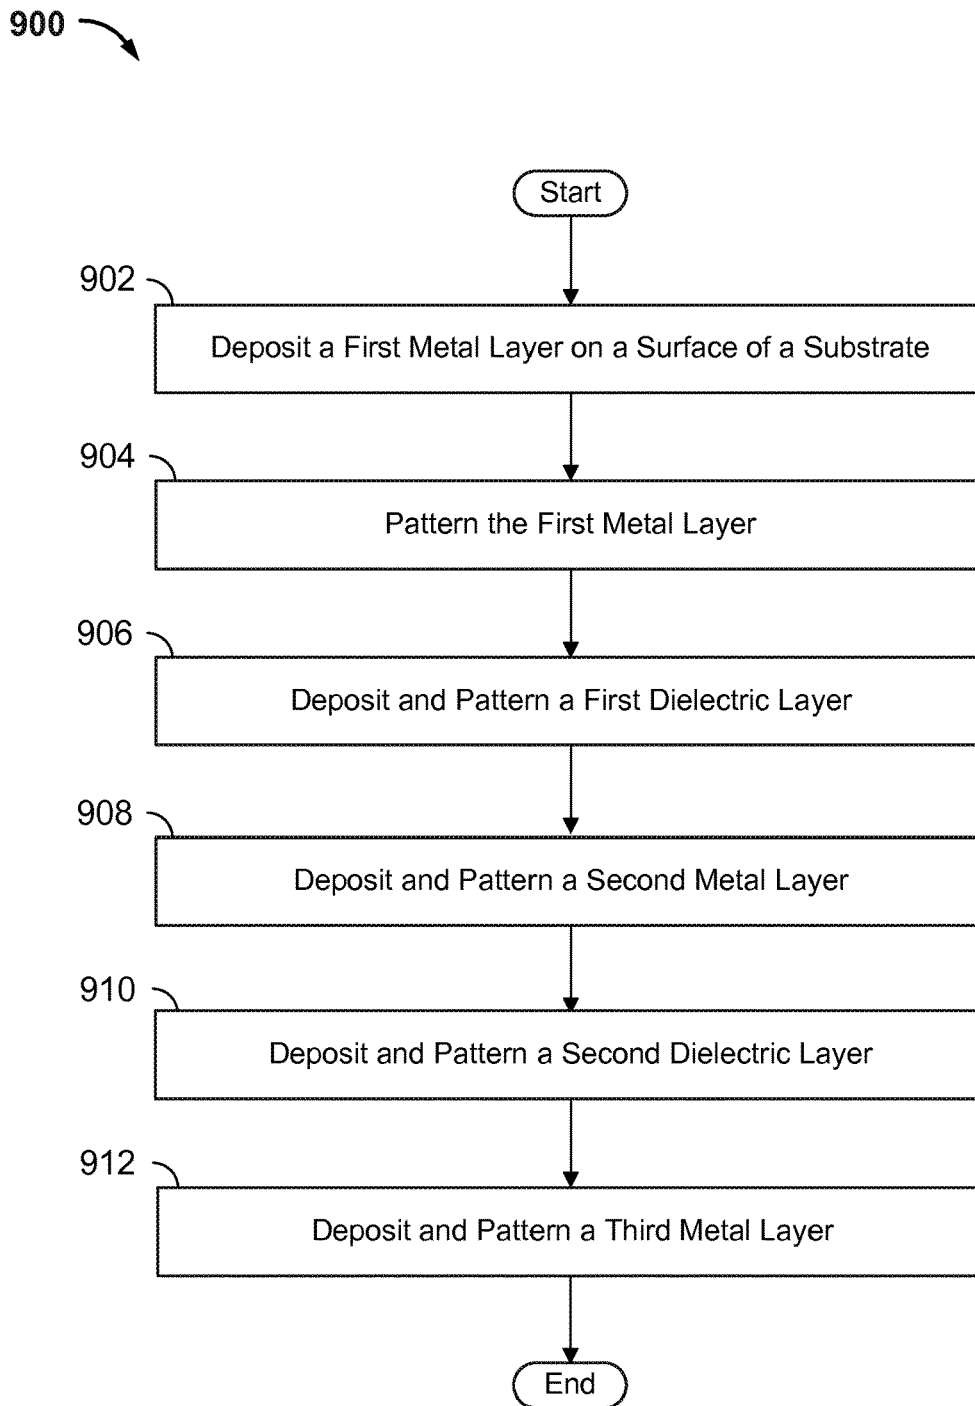 900
Start
902
Deposit a First Metal Layer on a Surface of a Substrate
904
Pattern the First Metal Layer
906
Deposit and Pattern a First Dielectric Layer
908
Deposit and Pattern a Second Metal Layer
910
Deposit and Pattern a Second Dielectric Layer
912
Deposit and Pattern a Third Metal Layer
End